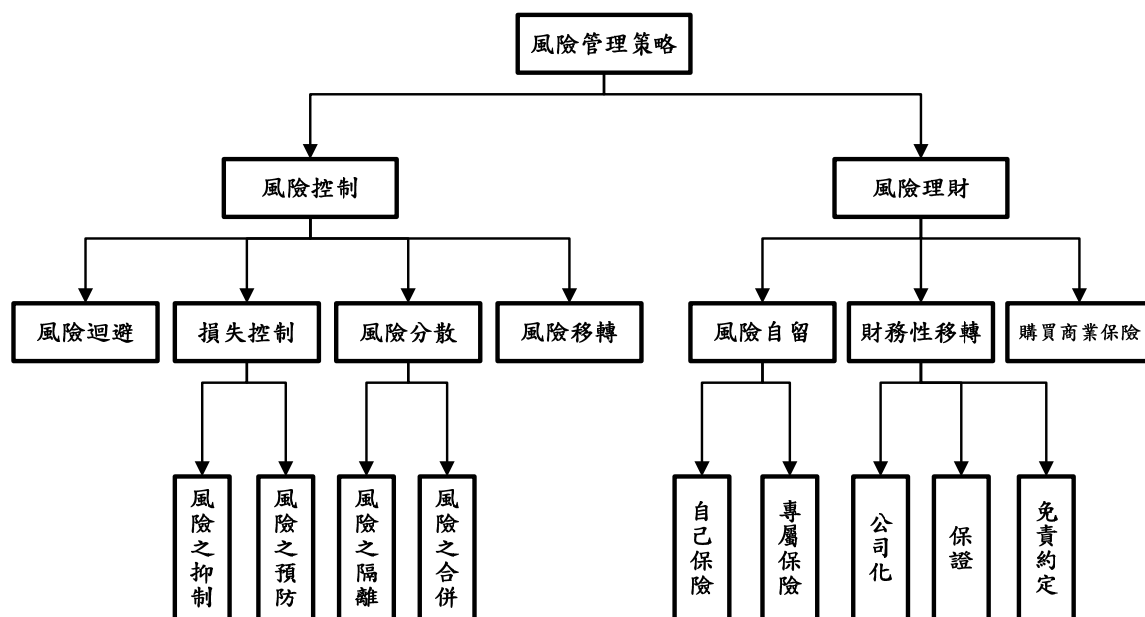 風險管理策略
風險控制
風險理財
風險迴避
損失控制
風險分散
風險移轉
風險自留
財務性移轉
購買商業保險
風險之抑制
風險之預防
風險之隔離
風險之合併
自己保險
專屬保險
公司化
保證
免責約定